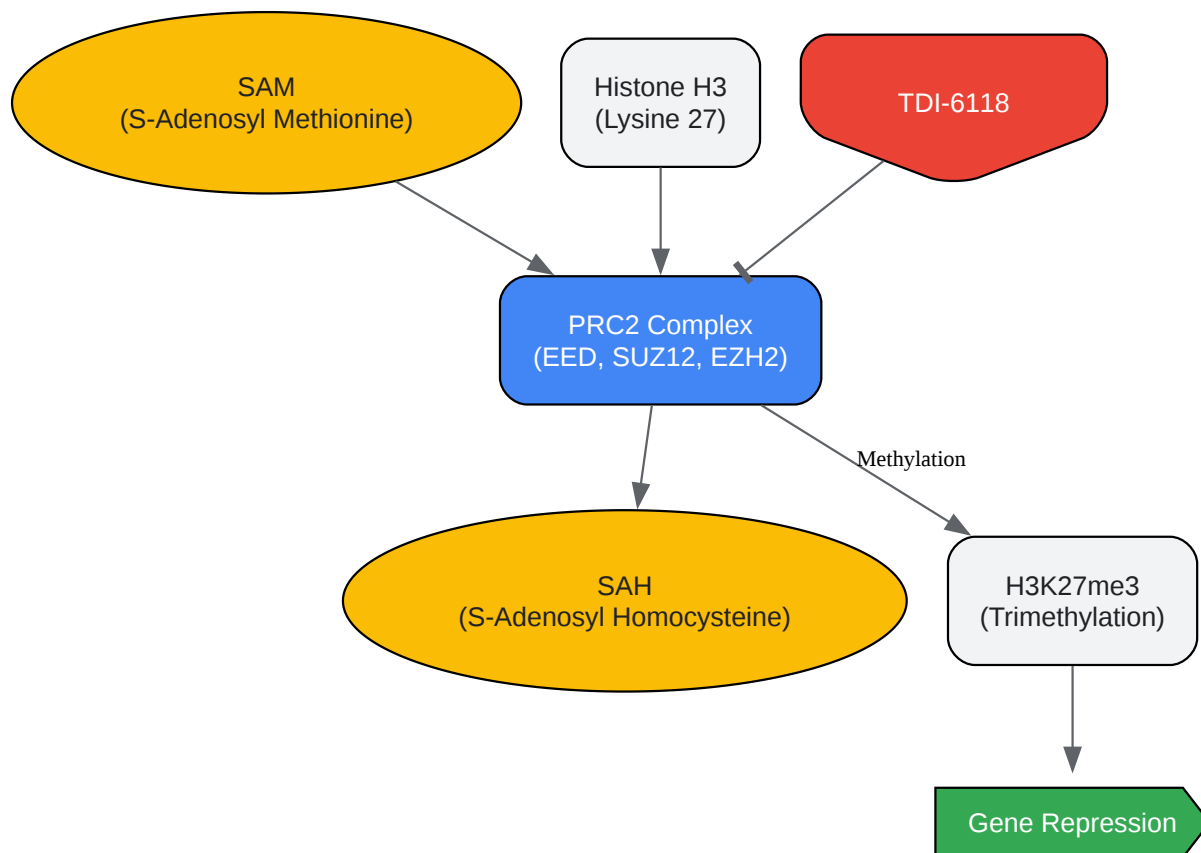 SAM
(S-Adenosyl Methionine)
Histone H3
(Lysine 27)
TDI-6118
PRC2 Complex
(EED, SUZ12, EZH2)
Methylation
SAH
(S-Adenosyl Homocysteine)
H3K27me3
(Trimethylation)
Gene Repression